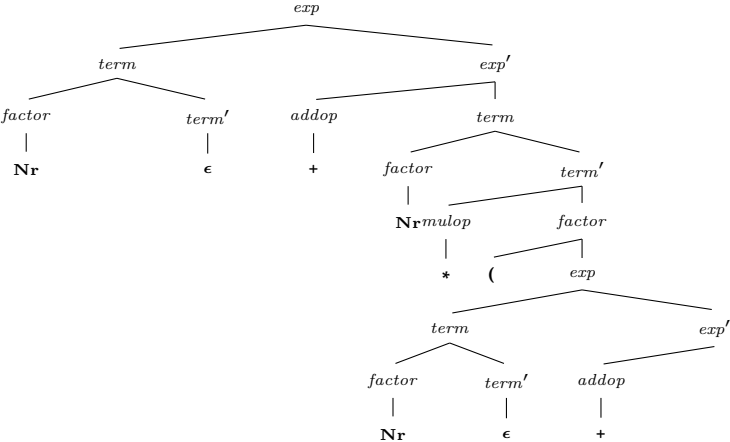 exp
term exp′
factor term′ addop term
Nr ϵ + factor term′
Nr mulop factor
* ( exp
term exp′
factor term′ addop
Nr ϵ +